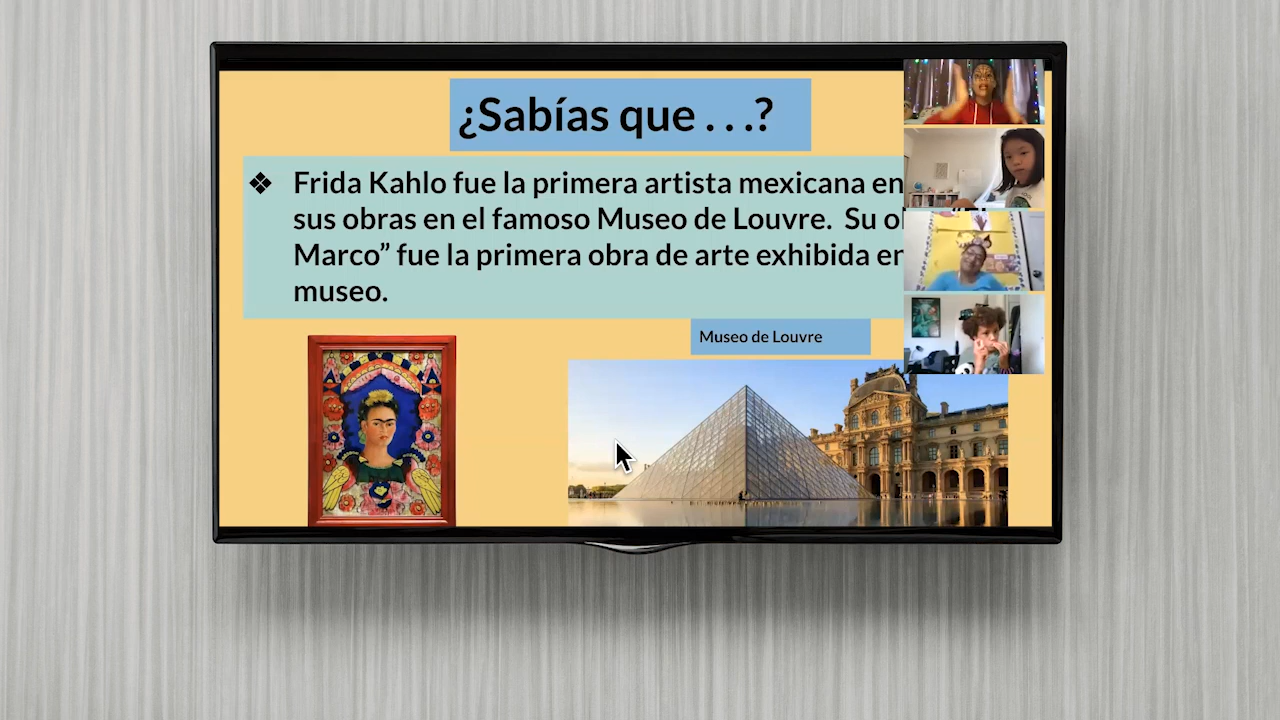 ¿Sabías que . . .?
❖ Frida Kahlo fue la primera artista mexicana en
sus obras en el famoso Museo de Louvre. Su
Marco” fue la primera obra de arte exhibida
museo.
Museo de Louvre